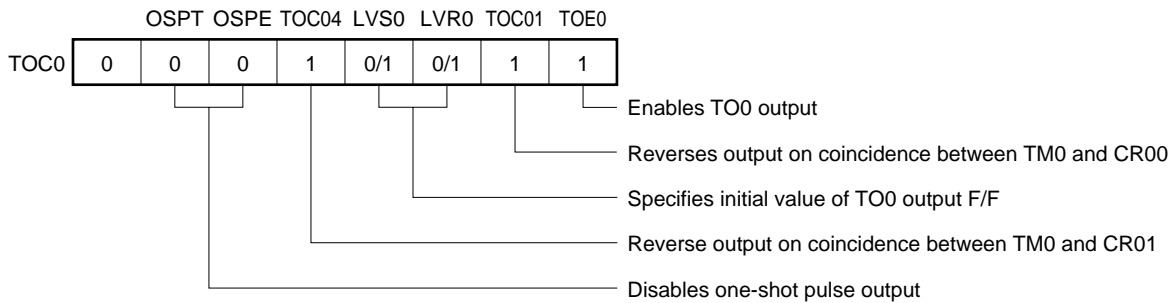 OSPT OSPE TOC04 LVS0 LVR0 TOC01 TOE0
TOC0 0 0 0 1 0/1 0/1 1 1
Enables TO0 output
Reverses output on coincidence between TM0 and CR00
Specifies initial value of TO0 output F/F
Reverse output on coincidence between TM0 and CR01
Disables one-shot pulse output